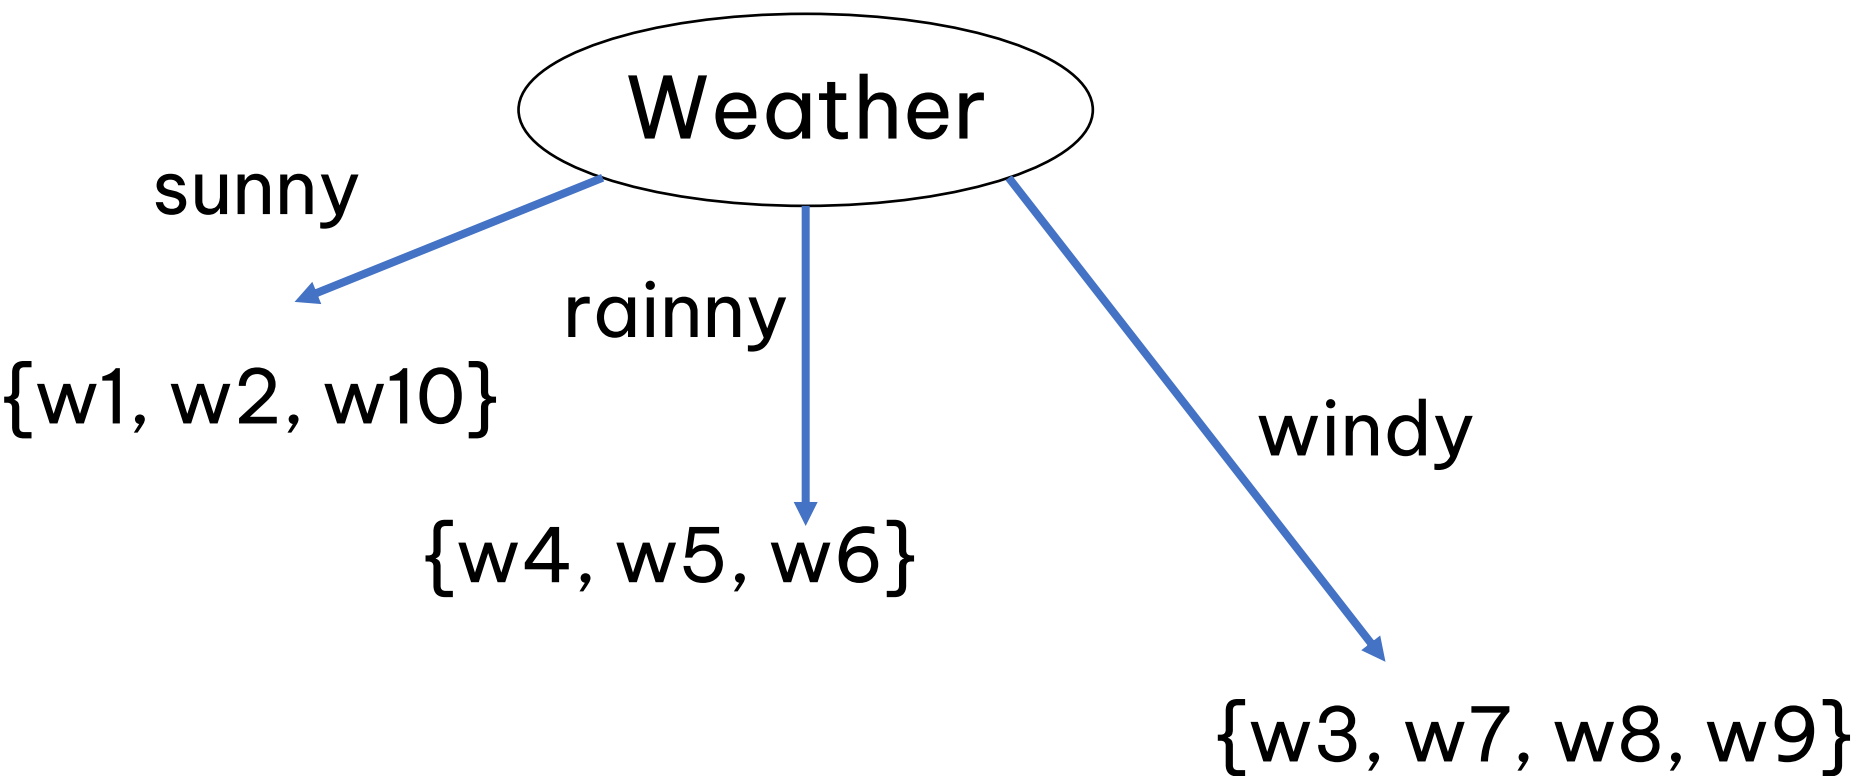 Weather
sunny
rainny
{w1, w2, w10}
windy
{w4, w5, w6}
{w3, w7, w8, w9}